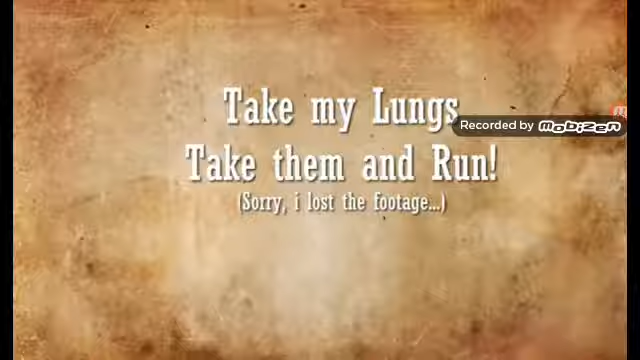 Take my Lungs
Recorded by mobizen
Take them and Run!
(Sorry, i lost the footage...)